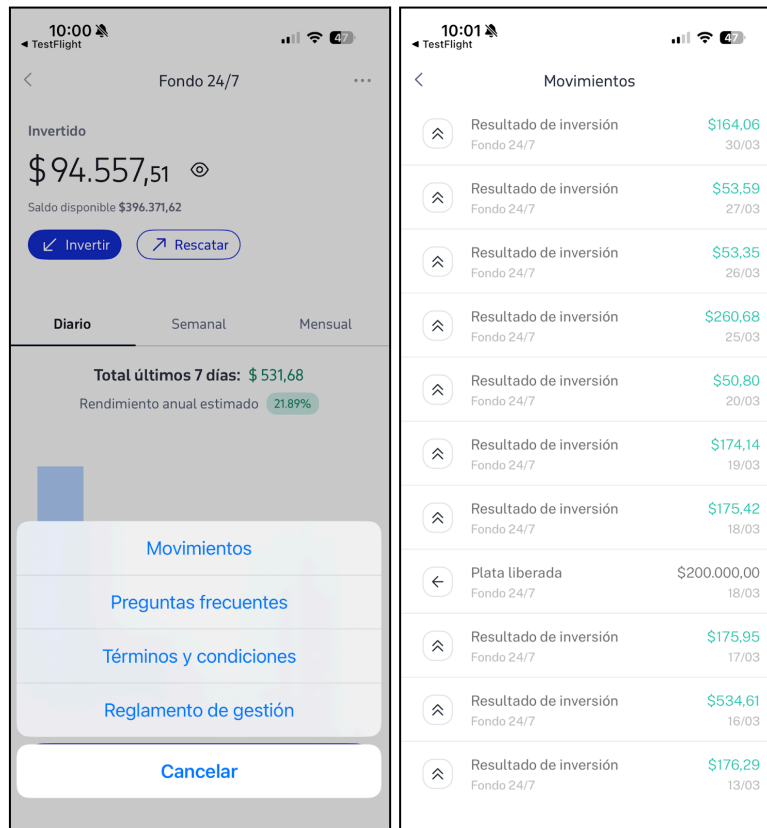 10:00
◄ TestFlight
47
Fondo 24/7
Invertido
$ 94.557,51
Saldo disponible $396.371,62
Invertir
Rescatar
Diario
Semanal
Mensual
Total últimos 7 días: $ 531,68
Rendimiento anual estimado 21.89%
Movimientos
Preguntas frecuentes
Términos y condiciones
Reglamento de gestión
Cancelar
10:01
◄ TestFlight
47
Movimientos
Resultado de inversión $164,06
Fondo 24/7 30/03
Resultado de inversión $53,59
Fondo 24/7 27/03
Resultado de inversión $53,35
Fondo 24/7 26/03
Resultado de inversión $260,68
Fondo 24/7 25/03
Resultado de inversión $50,80
Fondo 24/7 20/03
Resultado de inversión $174,14
Fondo 24/7 19/03
Resultado de inversión $175,42
Fondo 24/7 18/03
Plata liberada $200.000,00
Fondo 24/7 18/03
Resultado de inversión $175,95
Fondo 24/7 17/03
Resultado de inversión $534,61
Fondo 24/7 16/03
Resultado de inversión $176,29
Fondo 24/7 13/03